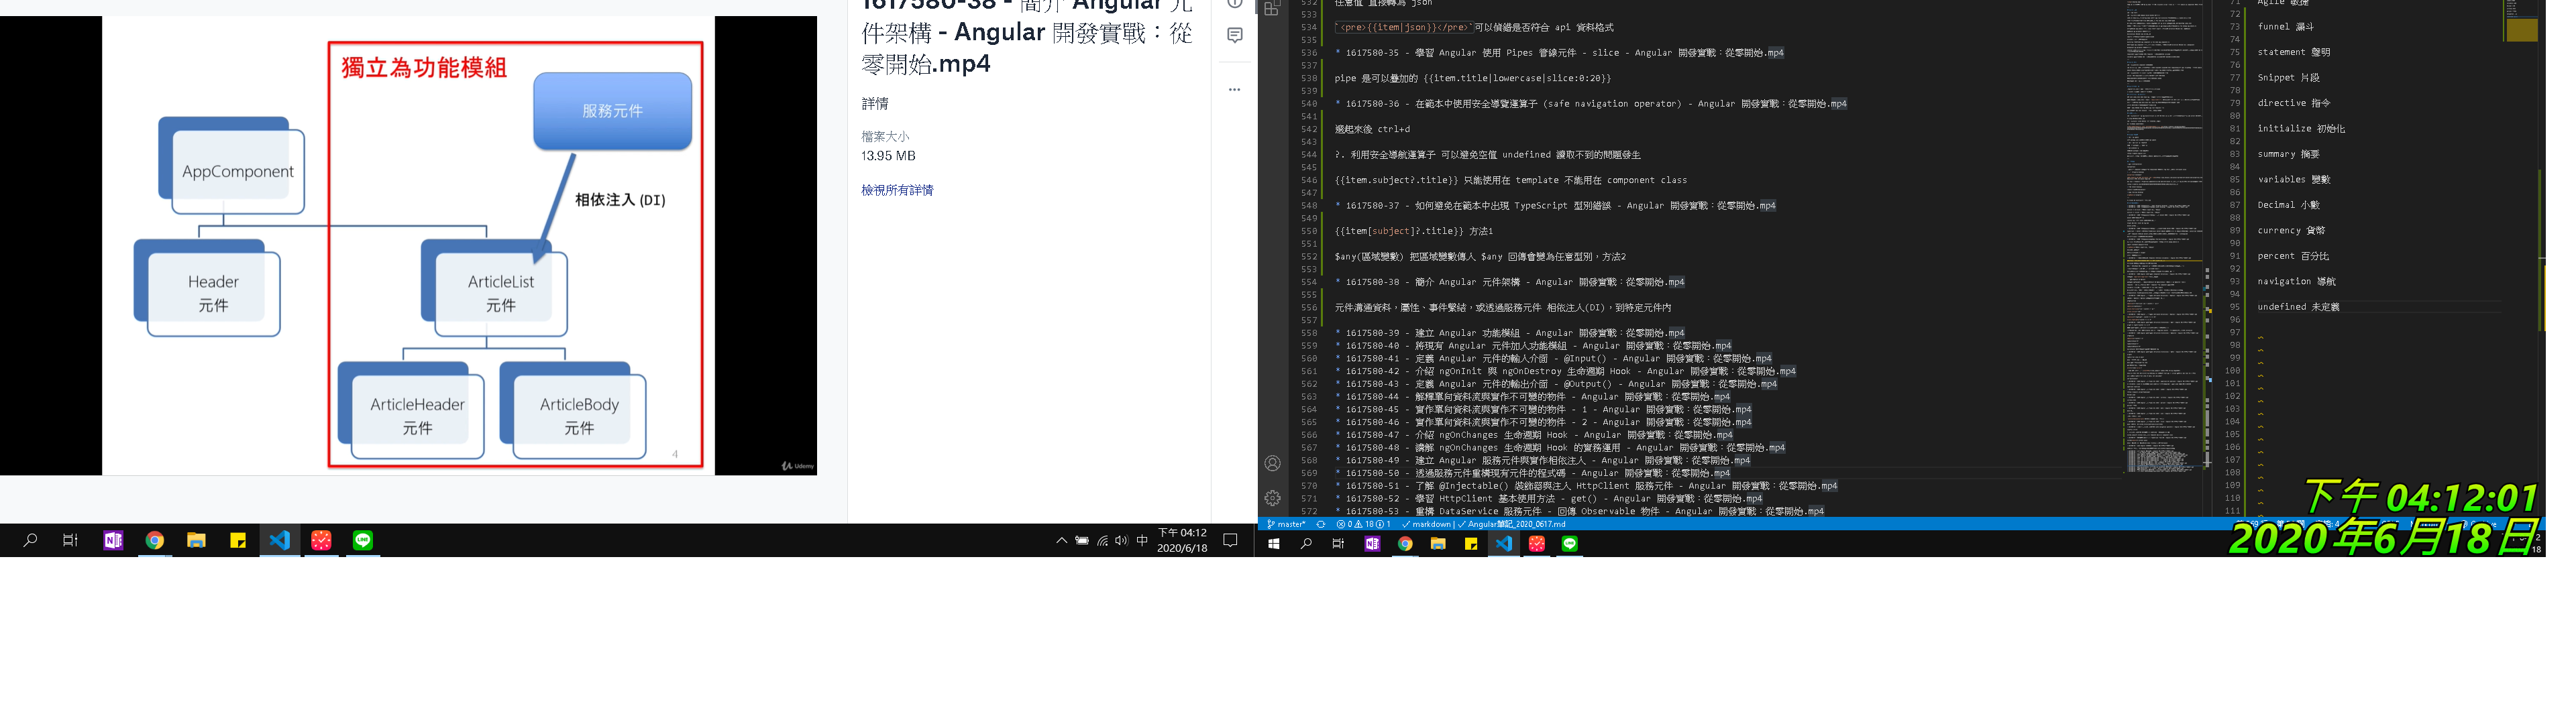 獨立為功能模組
服務元件
AppComponent
相依注入 (DI)
Header
元件
ArticleList
元件
ArticleHeader
元件
ArticleBody
元件
4
Udemy
1617580-38 - 簡介 Angular 元
件架構 - Angular 開發實戰：從
零開始.mp4
詳情
檔案大小
13.95 MB
檢視所有詳情
下午 04:12
2020/6/18
中
532 任意值 直接轉為 json
533
534 `<pre>{{item|json}}</pre>`可以偵錯是否符合 api 資料格式
535
536 * 1617580-35 - 學習 Angular 使用 Pipes 管線元件 - slice - Angular 開發實戰：從零開始.mp4
537
538 pipe 是可以疊加的 {{item.title|lowercase|slice:0:20}}
539
540 * 1617580-36 - 在範本中使用安全導覽運算子 (safe navigation operator) - Angular 開發實戰：從零開始.mp4
541
542 選起來後 ctrl+d
543
544 ?. 利用安全導航運算子 可以避免空值 undefined 讀取不到的問題發生
545
546 {{item.subject?.title}} 只能使用在 template 不能用在 component class
547
548 * 1617580-37 - 如何避免在範本中出現 TypeScript 型別錯誤 - Angular 開發實戰：從零開始.mp4
549
550 {{item[subject]?.title}} 方法1
551
552 $any(區域變數) 把區域變數傳入 $any 回傳會變為任意型別，方法2
553
554 * 1617580-38 - 簡介 Angular 元件架構 - Angular 開發實戰：從零開始.mp4
555
556 元件溝通資料，屬性、事件繫結，或透過服務元件 相依注入(DI)，到特定元件內
557
558 * 1617580-39 - 建立 Angular 功能模組 - Angular 開發實戰：從零開始.mp4
559 * 1617580-40 - 將現有 Angular 元件加入功能模組 - Angular 開發實戰：從零開始.mp4
560 * 1617580-41 - 定義 Angular 元件的輸入介面 - @Input() - Angular 開發實戰：從零開始.mp4
561 * 1617580-42 - 介紹 ngOnInit 與 ngOnDestroy 生命週期 Hook - Angular 開發實戰：從零開始.mp4
562 * 1617580-43 - 定義 Angular 元件的輸出介面 - @Output() - Angular 開發實戰：從零開始.mp4
563 * 1617580-44 - 解釋單向資料流與實作不可變的物件 - Angular 開發實戰：從零開始.mp4
564 * 1617580-45 - 實作單向資料流與實作不可變的物件 - 1 - Angular 開發實戰：從零開始.mp4
565 * 1617580-46 - 實作單向資料流與實作不可變的物件 - 2 - Angular 開發實戰：從零開始.mp4
566 * 1617580-47 - 介紹 ngOnChanges 生命週期 Hook - Angular 開發實戰：從零開始.mp4
567 * 1617580-48 - 講解 ngOnChanges 生命週期 Hook 的實務運用 - Angular 開發實戰：從零開始.mp4
568 * 1617580-49 - 建立 Angular 服務元件與實作相依注入 - Angular 開發實戰：從零開始.mp4
569 * 1617580-50 - 透過服務元件重構現有元件的程式碼 - Angular 開發實戰：從零開始.mp4
570 * 1617580-51 - 了解 @Injectable() 裝飾器與注入 HttpClient 服務元件 - Angular 開發實戰：從零開始.mp4
571 * 1617580-52 - 學習 HttpClient 基本使用方法 - get() - Angular 開發實戰：從零開始.mp4
572 * 1617580-53 - 重構 DataService 服務元件 - 回傳 Observable 物件 - Angular 開發實戰：從零開始.mp4
master* 0 18 1 markdown | Angular筆記_2020_0617.md
71 Agile 敏捷
72
73 funnel 漏斗
74
75 statement 聲明
76
77 Snippet 片段
78
79 directive 指令
80
81 initialize 初始化
82
83 summary 摘要
84
85 variables 變數
86
87 Decimal 小數
88
89 currency 貨幣
90
91 percent 百分比
92
93 navigation 導航
94
95 undefined 未定義
96
97
98
99
100
101
102
103
104
105
106
107
108
109
110
111
下午 04:12:01
2020年6月18日